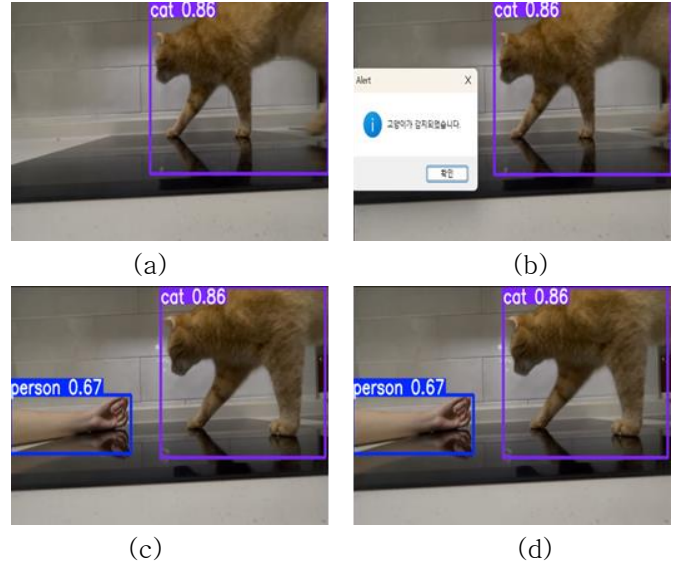 cat 0.86
cat 0.86
Alert
X
i
고양이가 감지되었습니다.
확인
(a)
(b)
cat 0.86
cat 0.86
person 0.67
person 0.67
(c)
(d)